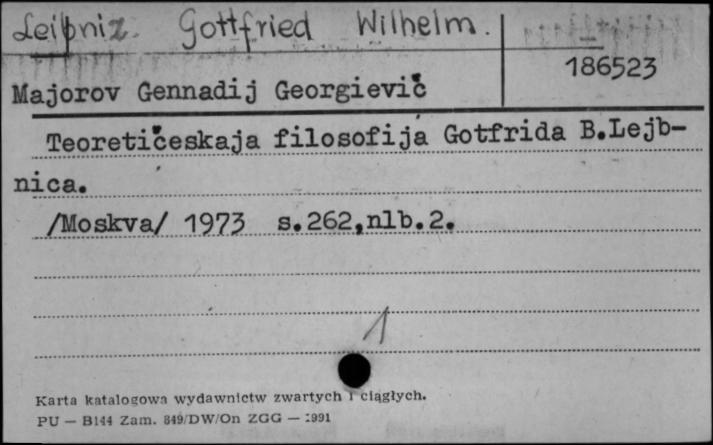 Leibniz. Gottfried Wilhelm.
186523
Majorov Gennadij Georgievič
Teoretičeskaja filosofija Gotfrida B.Lejb-
nica.
/Moskva/ 1973 s.262,nlb.2.
1
Karta katalogowa wydawnictw zwartych i ciągłych.
PU — B144 Zam. 849/DW/On ZGG — 1991